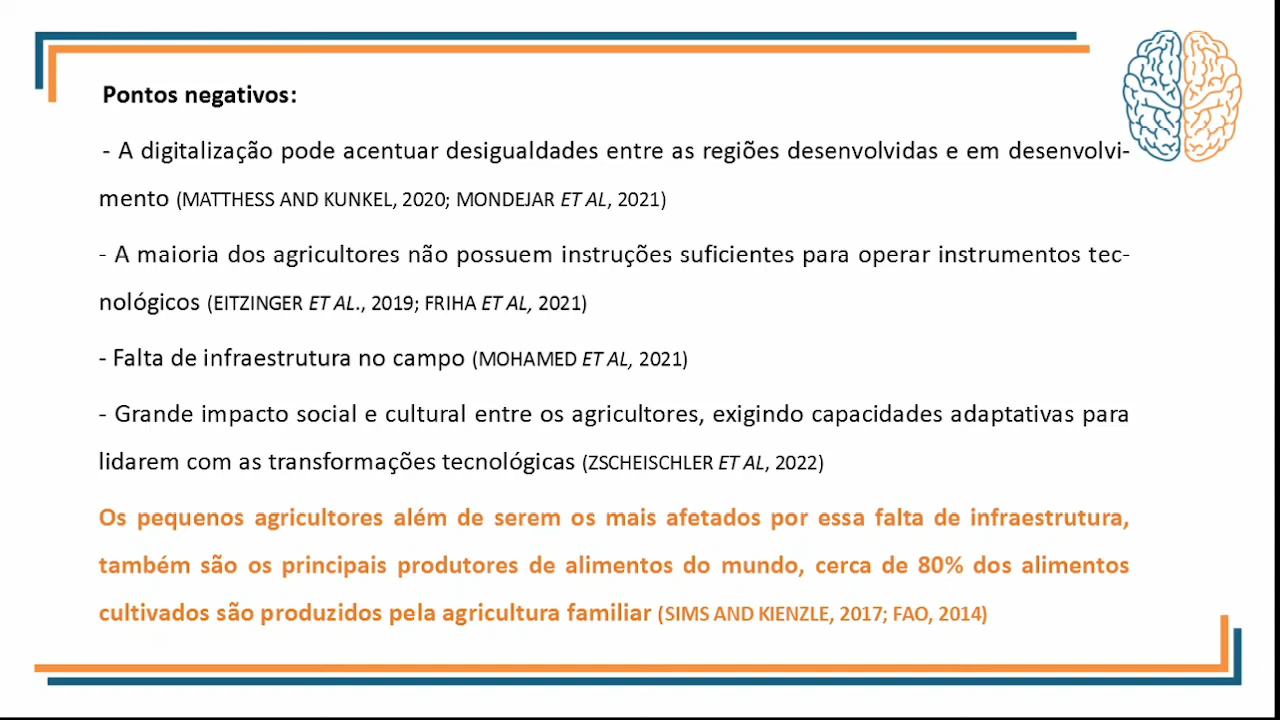 Pontos negativos:
- A digitalização pode acentuar desigualdades entre as regiões desenvolvidas e em desenvolvi-
mento (MATTHESS AND KUNKEL, 2020; MONDEJAR ET AL, 2021)
- A maioria dos agricultores não possuem instruções suficientes para operar instrumentos tec-
nológicos (EITZINGER ET AL., 2019; FRIHA ET AL, 2021)
- Falta de infraestrutura no campo (MOHAMED ET AL, 2021)
- Grande impacto social e cultural entre os agricultores, exigindo capacidades adaptativas para
lidarem com as transformações tecnológicas (ZSCHEISCHLER ET AL, 2022)
Os pequenos agricultores além de serem os mais afetados por essa falta de infraestrutura,
também são os principais produtores de alimentos do mundo, cerca de 80% dos alimentos
cultivados são produzidos pela agricultura familiar (SIMS AND KIENZLE, 2017; FAO, 2014)